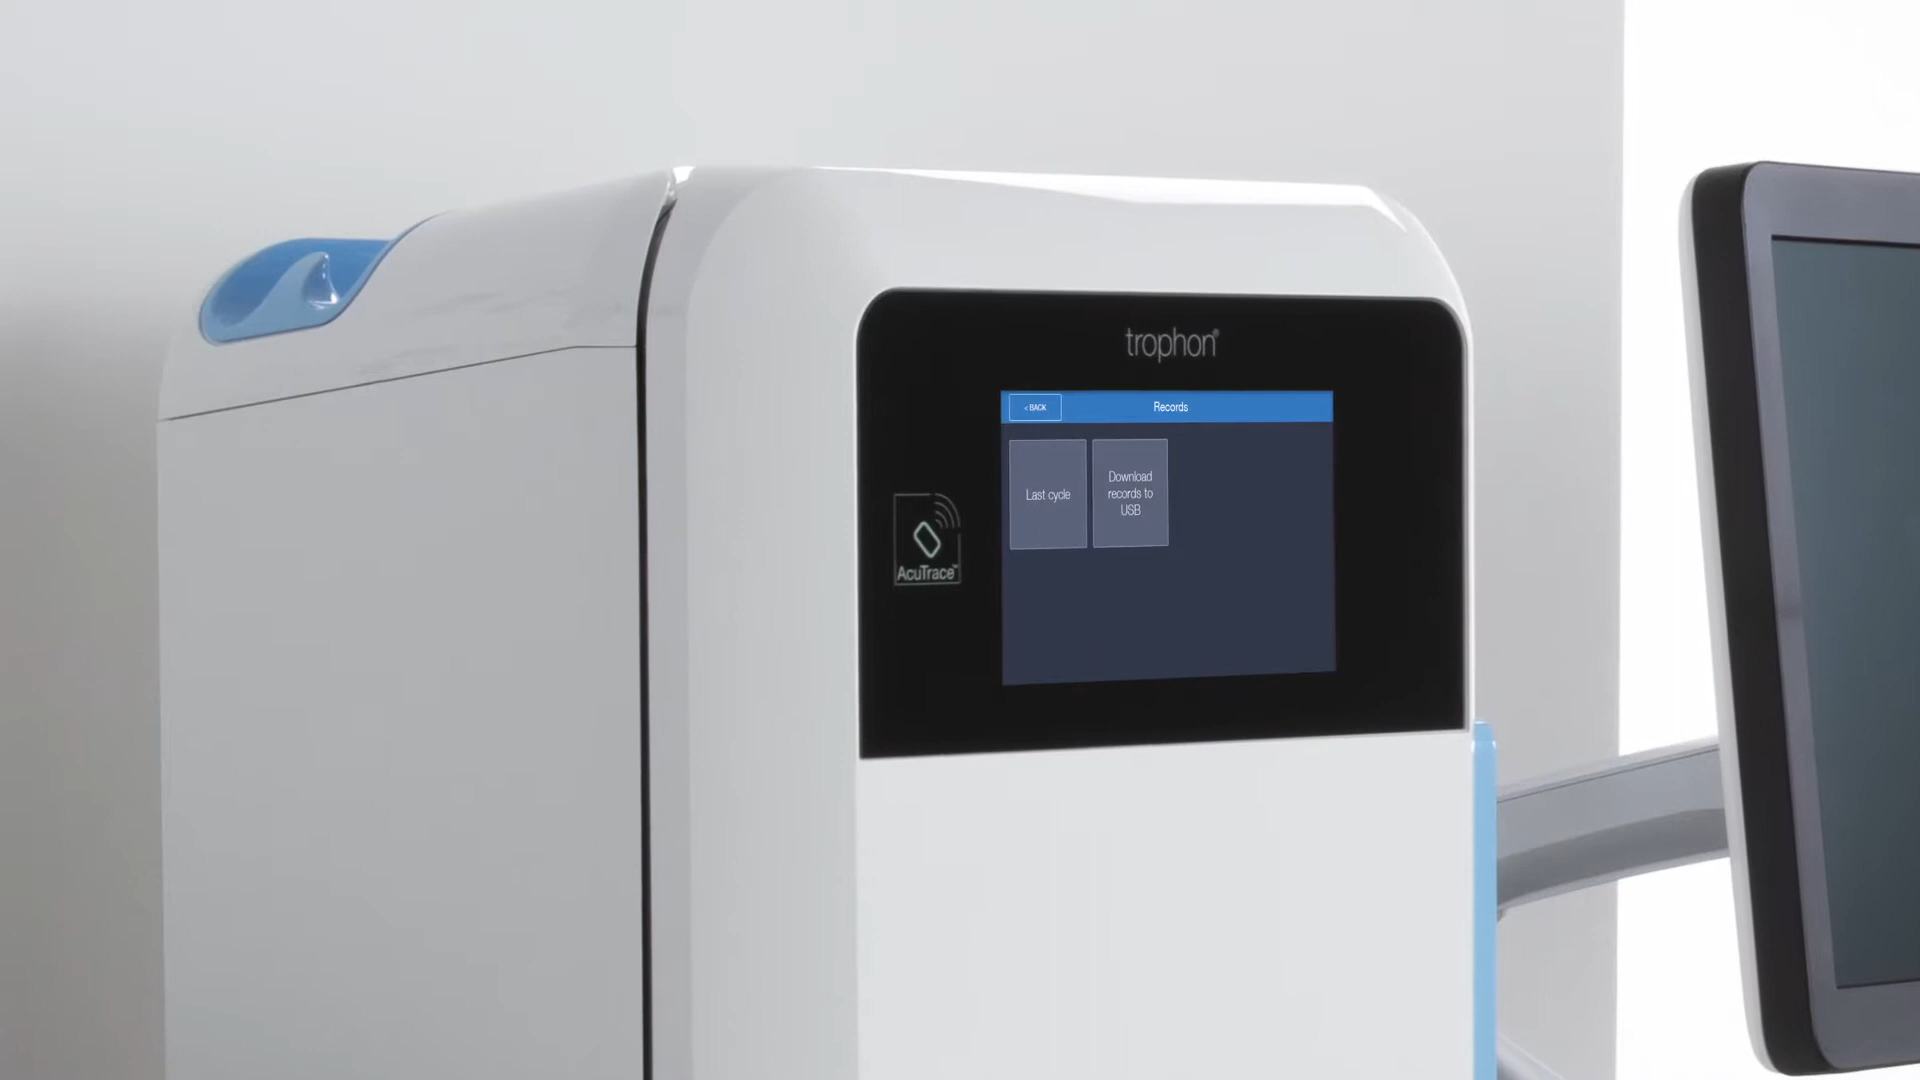 trophon®
< BACK
Records
Last cycle
Download
records to
USB
AcuTrace™